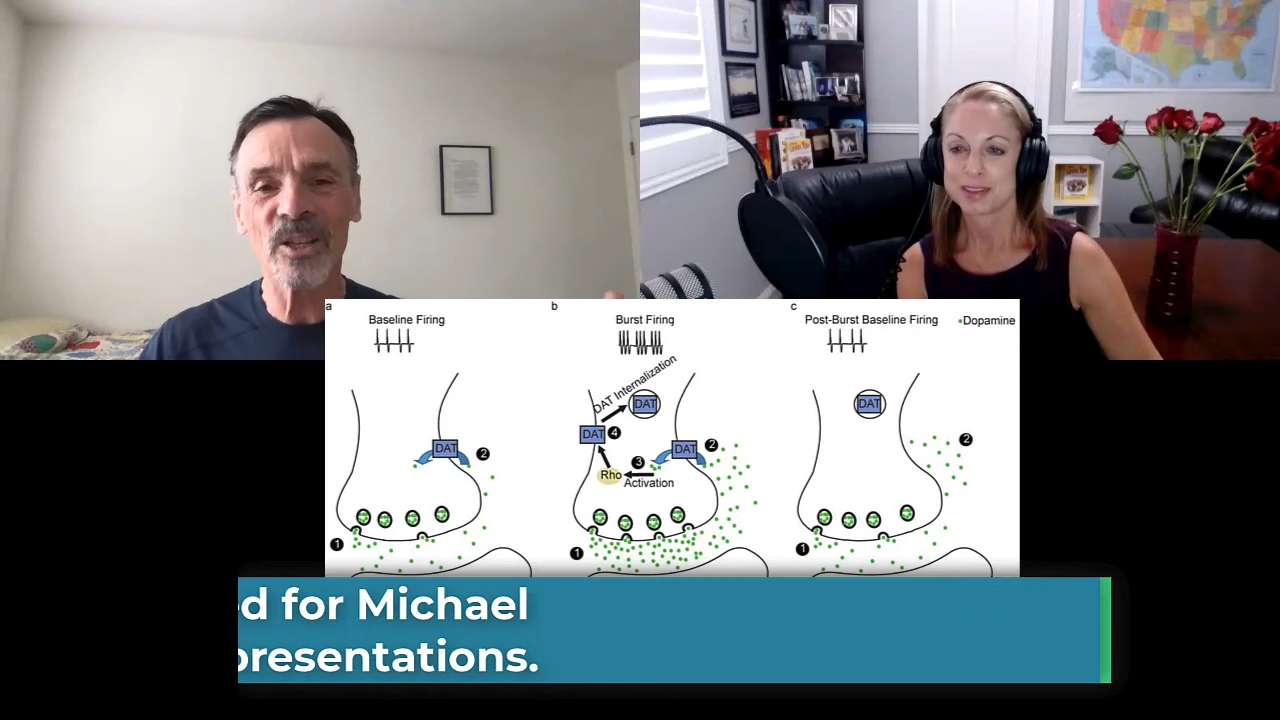 a
Baseline Firing
b
Burst Firing
c
Post-Burst Baseline Firing
Dopamine
DAT Internalization
DAT
DAT
DAT
4
DAT
2
DAT
2
2
3
Rho
Activation
1
1
1
d for Michael
presentations.